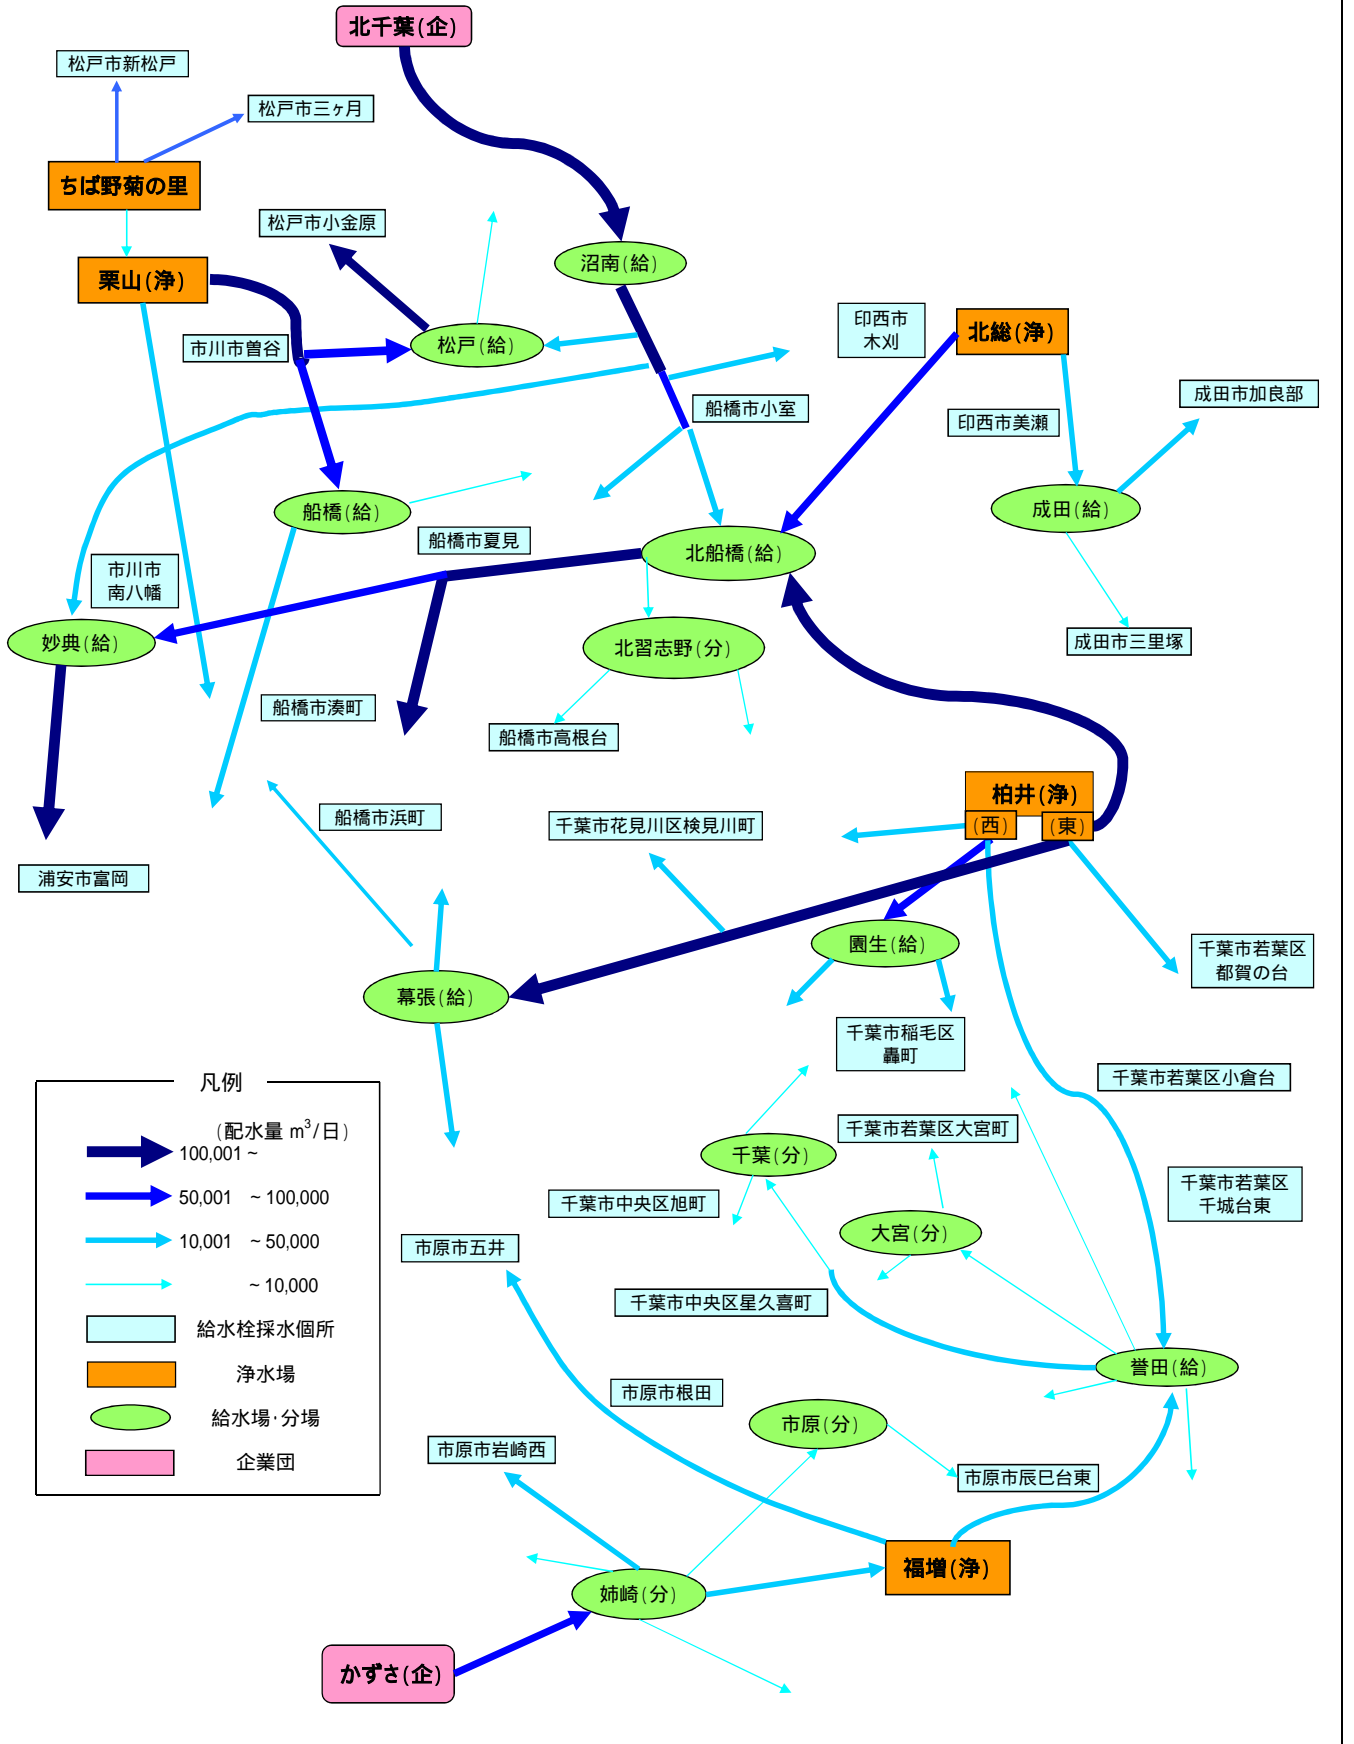 北千葉(企)
松戸市新松戸
松戸市三ヶ月
ちば野菊の里
松戸市小金原
沼南(給)
栗山(浄)
市川市曽谷
松戸(給)
印西市
木刈
北総(浄)
成田市加良部
船橋市小室
印西市美瀬
船橋(給)
成田(給)
船橋市夏見
北船橋(給)
市川市
南八幡
妙典(給)
北習志野(分)
成田市三里塚
船橋市湊町
船橋市高根台
柏井(浄)
(西)
(東)
船橋市浜町
千葉市花見川区検見川町
浦安市富岡
園生(給)
千葉市若葉区
都賀の台
幕張(給)
千葉市稲毛区
轟町
千葉市若葉区小倉台
凡例
(配水量 m³/日)
100,001 ~
50,001 ~ 100,000
10,001 ~ 50,000
~ 10,000
給水栓採水個所
浄水場
給水場・分場
企業団
千葉市若葉区大宮町
千葉(分)
千葉市中央区旭町
千葉市若葉区
千城台東
大宮(分)
市原市五井
千葉市中央区星久喜町
誉田(給)
市原市根田
市原(分)
市原市岩崎西
市原市辰巳台東
福増(浄)
姉崎(分)
かずさ(企)